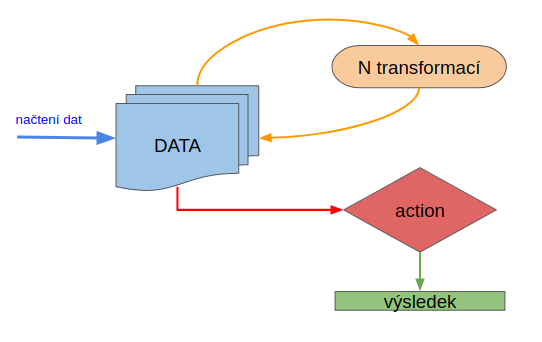 N transformací
načtení dat
DATA
action
výsledek